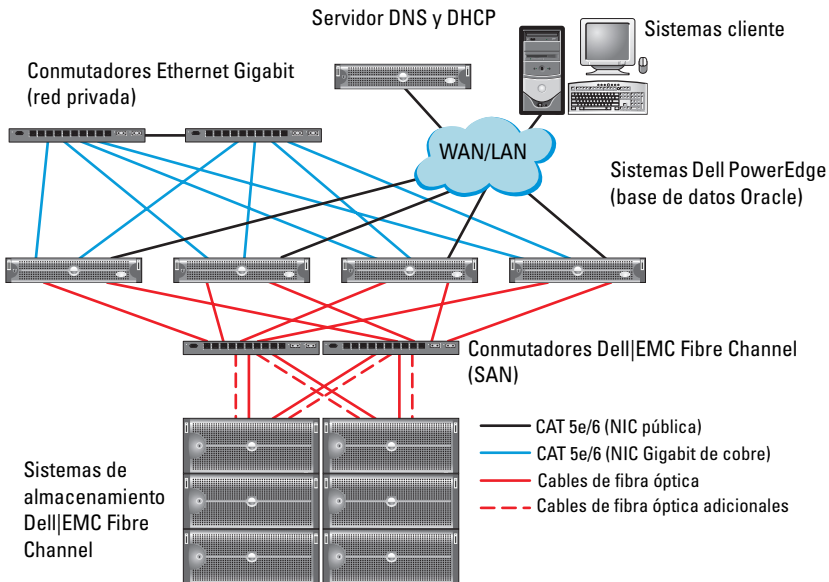 Servidor DNS y DHCP
Sistemas cliente
Conmutadores Ethernet Gigabit
(red privada)
WAN/LAN
Sistemas Dell PowerEdge
(base de datos Oracle)
Conmutadores Dell|EMC Fibre Channel
(SAN)
CAT 5e/6 (NIC pública)
CAT 5e/6 (NIC Gigabit de cobre)
Cables de fibra óptica
Cables de fibra óptica adicionales
Sistemas de
almacenamiento
Dell|EMC Fibre
Channel